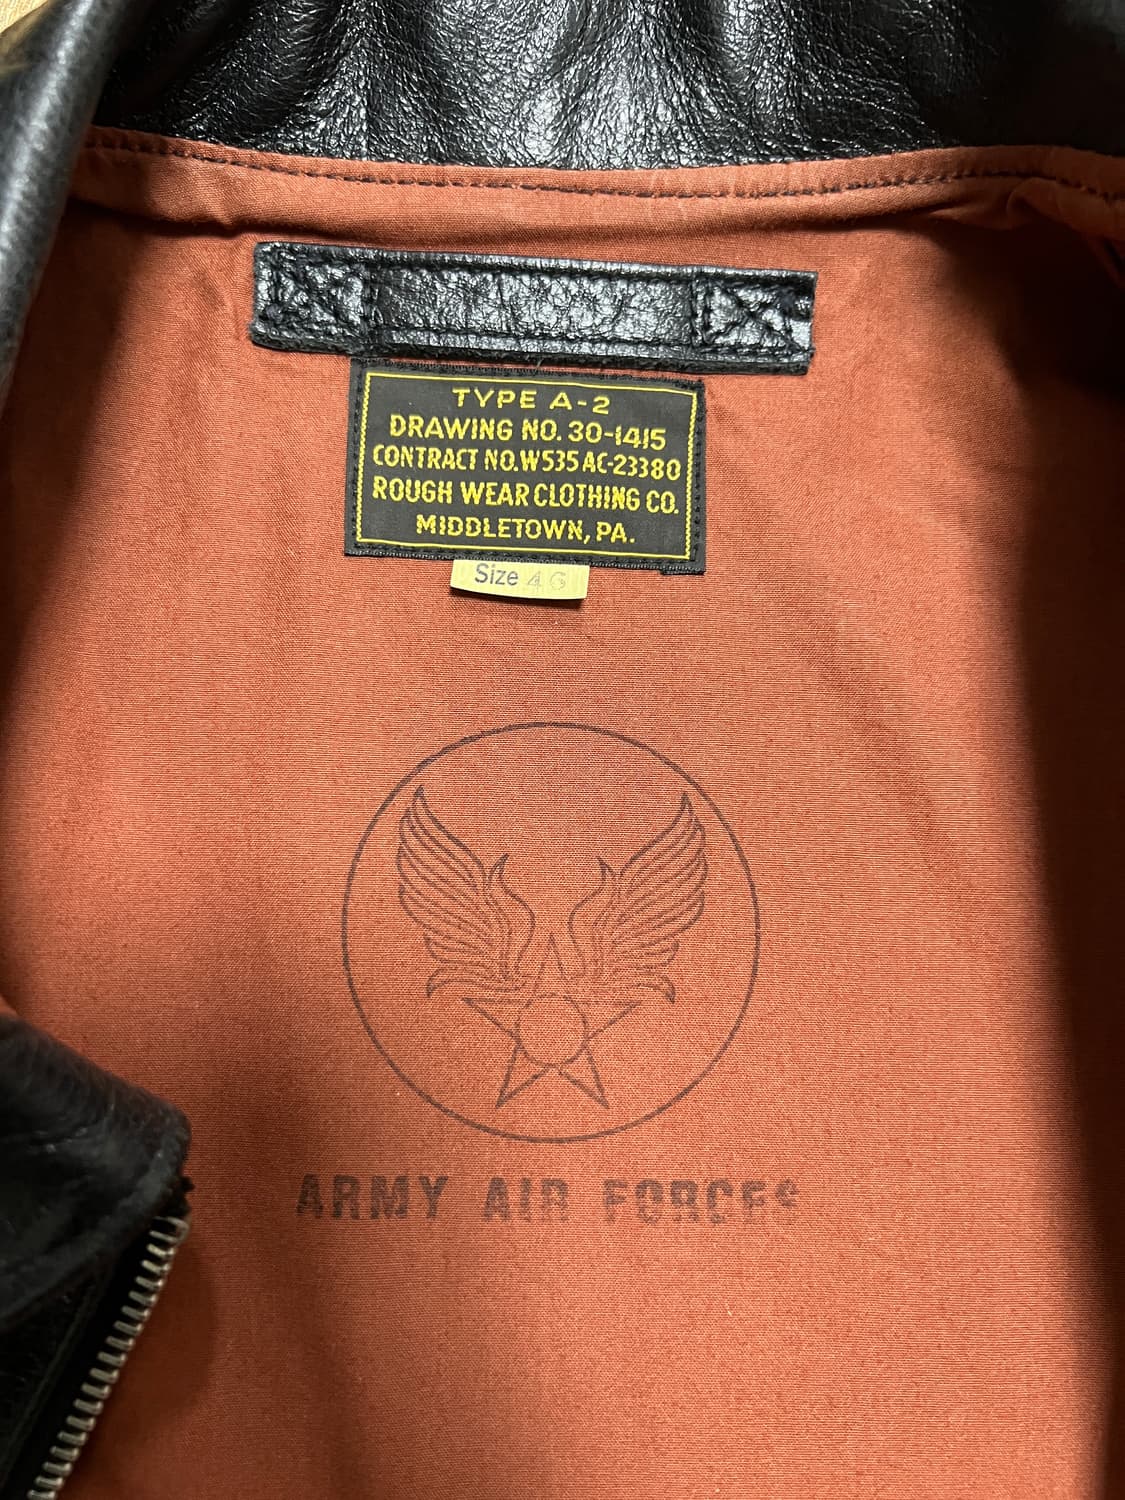 TYPE A-2
DRAWING NO. 30-1415
CONTRACT NO. W535 AC-23380
ROUGH WEAR CLOTHING CO.
MIDDLETOWN, PA.
Size 46
ARMY AIR FORCES